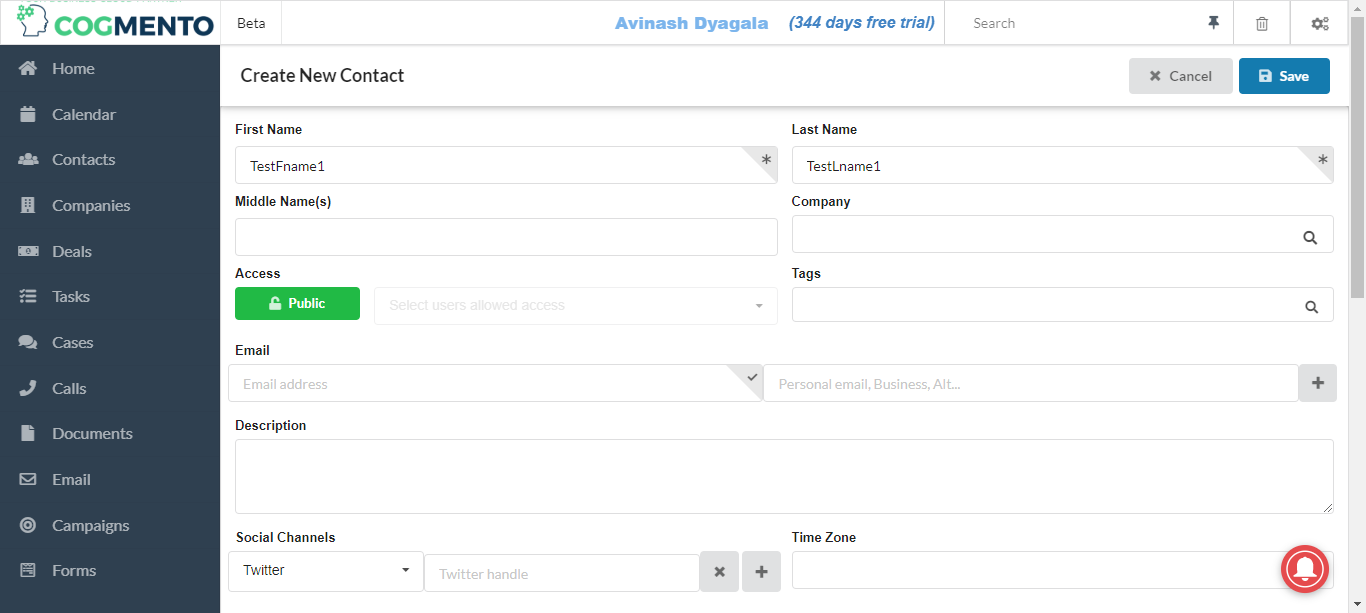 COGMENTO
Beta
Avinash Dyagala (344 days free trial)
Search
Home
Calendar
Contacts
Companies
Deals
Tasks
Cases
Calls
Documents
Email
Campaigns
Forms
Create New Contact
Cancel
Save
First Name
TestFname1
Last Name
TestLname1
Middle Name(s)
Company
Access
Public
Select users allowed access
Tags
Email
Email address
Personal email, Business, Alt...
Description
Social Channels
Twitter
Twitter handle
Time Zone